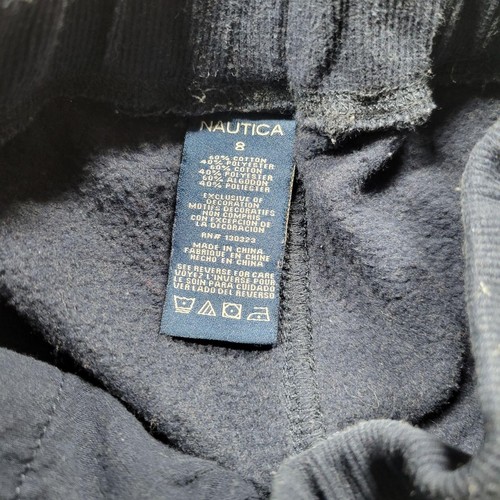 NAUTICA
8
60% COTTON
40% POLYESTER
60% COTON
40% POLYESTER
60% ALGODON
40% POLIESTER
EXCLUSIVE OF
DECORATION
MOTIFS DECORATIFS
NON COMPRIS
CON EXCEPCION DE
LA DECORACION
RN# 130323
MADE IN CHINA
FABRIQUE EN CHINE
HECHO EN CHINA
SEE REVERSE FOR CARE
VOYEZ L'INVERSE POUR
LE SOIN PARA CUIDADO
VER LADO DEL REVERSO